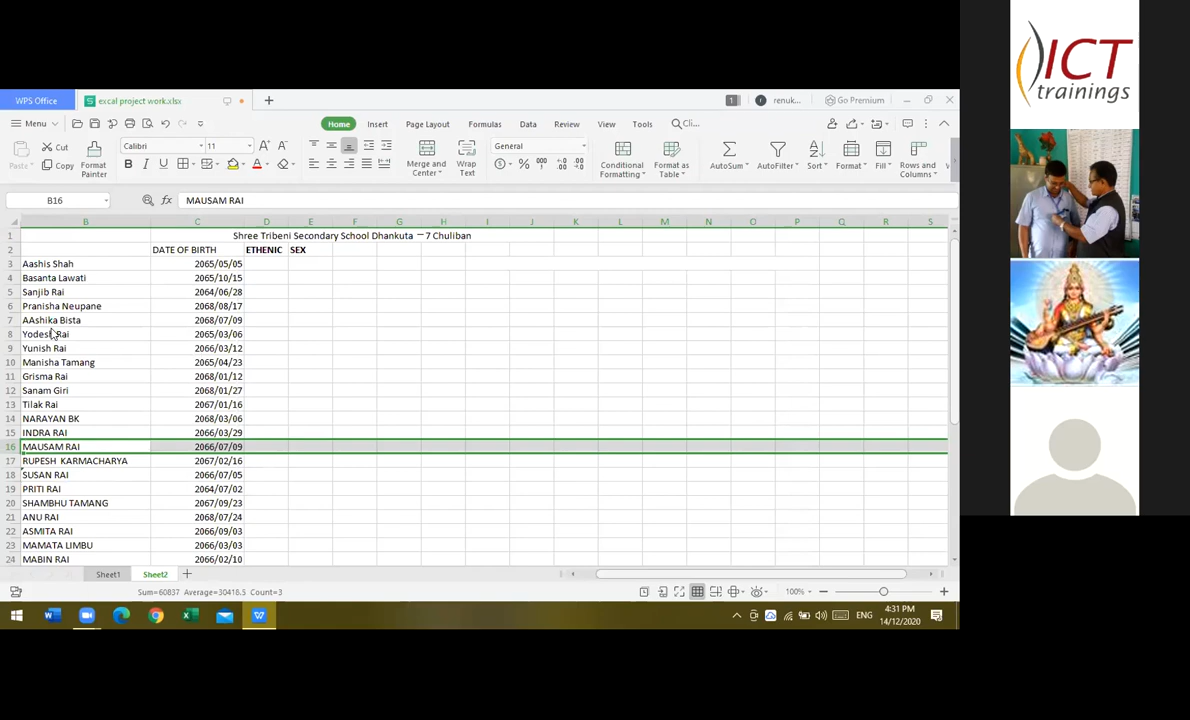 WPS Office
excal project work.xlsx
1
renuk...
Go Premium
Menu
Home
Insert
Page Layout
Formulas
Data
Review
View
Tools
Cli...
Paste
Cut
Copy
Format
Painter
Calibri
11
Merge and
Center
Wrap
Text
General
Conditional
Formatting
Format as
Table
AutoSum
AutoFilter
Sort
Format
Fill
Rows and
Columns
B16
MAUSAM RAI
B C D E F G H I J K L M N O P Q R S
1 Shree Tribeni Secondary School Dhankuta – 7 Chuliban
2 DATE OF BIRTH ETHENIC SEX
3 Aashis Shah 2065/05/05
4 Basanta Lawati 2065/10/15
5 Sanjib Rai 2064/06/28
6 Pranisha Neupane 2068/08/17
7 AAshika Bista 2068/07/09
8 Yodesh Rai 2065/03/06
9 Yunish Rai 2066/03/12
10 Manisha Tamang 2065/04/23
11 Grisma Rai 2068/01/12
12 Sanam Giri 2068/01/27
13 Tilak Rai 2067/01/16
14 NARAYAN BK 2068/03/06
15 INDRA RAI 2066/03/29
16 MAUSAM RAI 2066/07/09
17 RUPESH KARMACHARYA 2067/02/16
18 SUSAN RAI 2066/07/05
19 PRITI RAI 2064/07/02
20 SHAMBHU TAMANG 2067/09/23
21 ANU RAI 2068/07/24
22 ASMITA RAI 2066/09/03
23 MAMATA LIMBU 2066/03/03
24 MABIN RAI 2066/02/10
Sheet1
Sheet2
Sum=60837 Average=30418.5 Count=3
100%
ENG
4:31 PM
14/12/2020
ICT
trainings